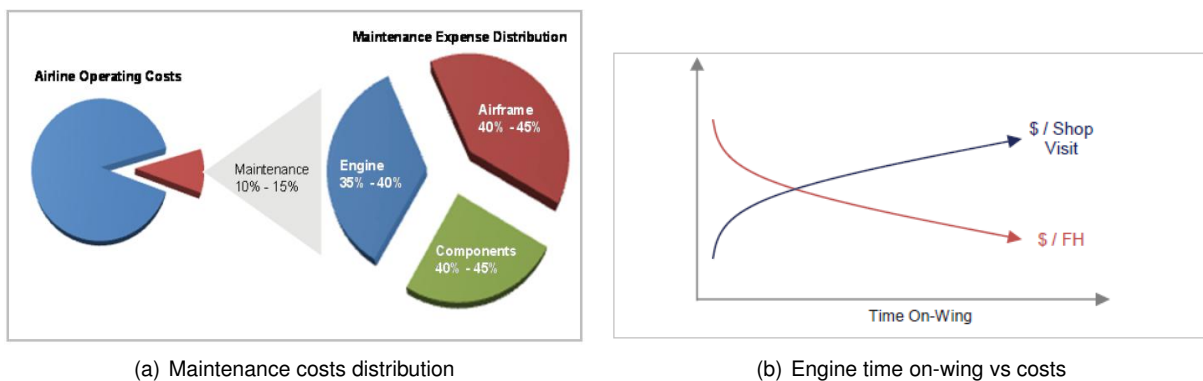 Maintenance Expense Distribution
Airline Operating Costs
Airframe
40% - 45%
Engine
35% - 40%
Maintenance
10% - 15%
Components
40% - 45%
(a) Maintenance costs distribution
$ / Shop
Visit
$ / FH
Time On-Wing
(b) Engine time on-wing vs costs